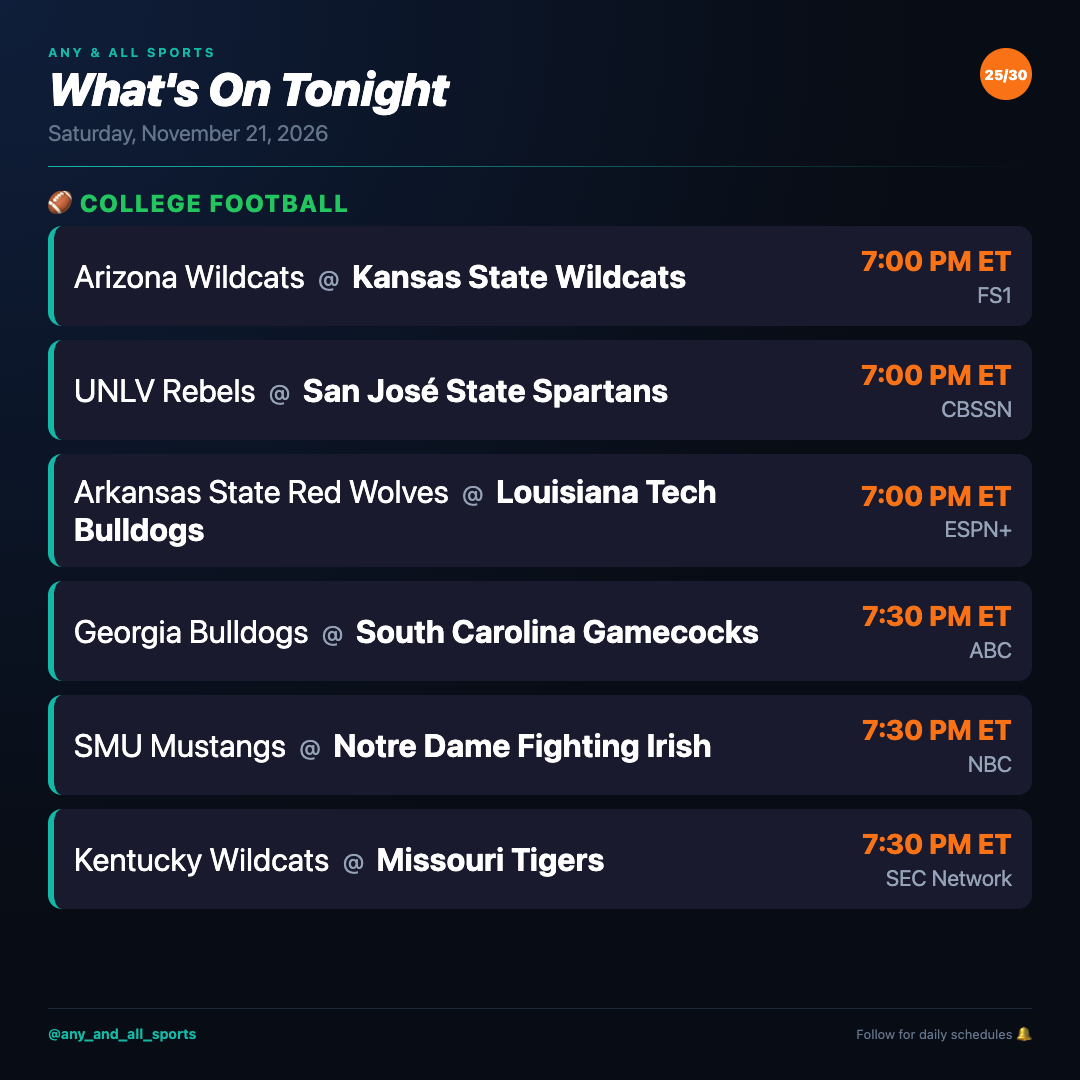 ANY & ALL SPORTS
What's On Tonight
Saturday, November 21, 2026
25/30
🏈 COLLEGE FOOTBALL
Arizona Wildcats @ Kansas State Wildcats
7:00 PM ET
FS1
UNLV Rebels @ San José State Spartans
7:00 PM ET
CBSSN
Arkansas State Red Wolves @ Louisiana Tech
Bulldogs
7:00 PM ET
ESPN+
Georgia Bulldogs @ South Carolina Gamecocks
7:30 PM ET
ABC
SMU Mustangs @ Notre Dame Fighting Irish
7:30 PM ET
NBC
Kentucky Wildcats @ Missouri Tigers
7:30 PM ET
SEC Network
@any_and_all_sports
Follow for daily schedules 🔔